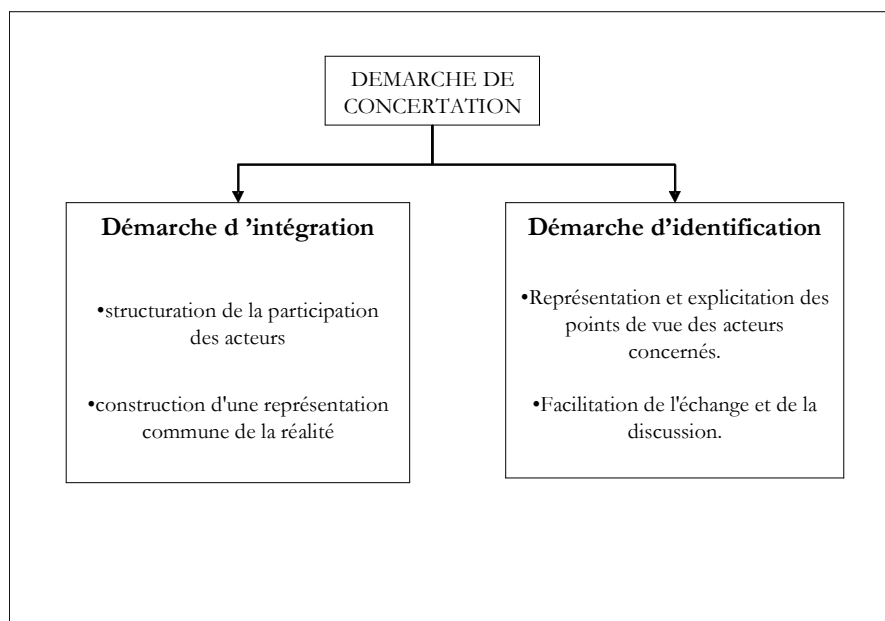 DEMARCHE DE
CONCERTATION
Démarche d ’intégration
•structuration de la participation
des acteurs
•construction d'une représentation
commune de la réalité
Démarche d’identification
•Représentation et explicitation des
points de vue des acteurs
concernés.
•Facilitation de l'échange et de la
discussion.